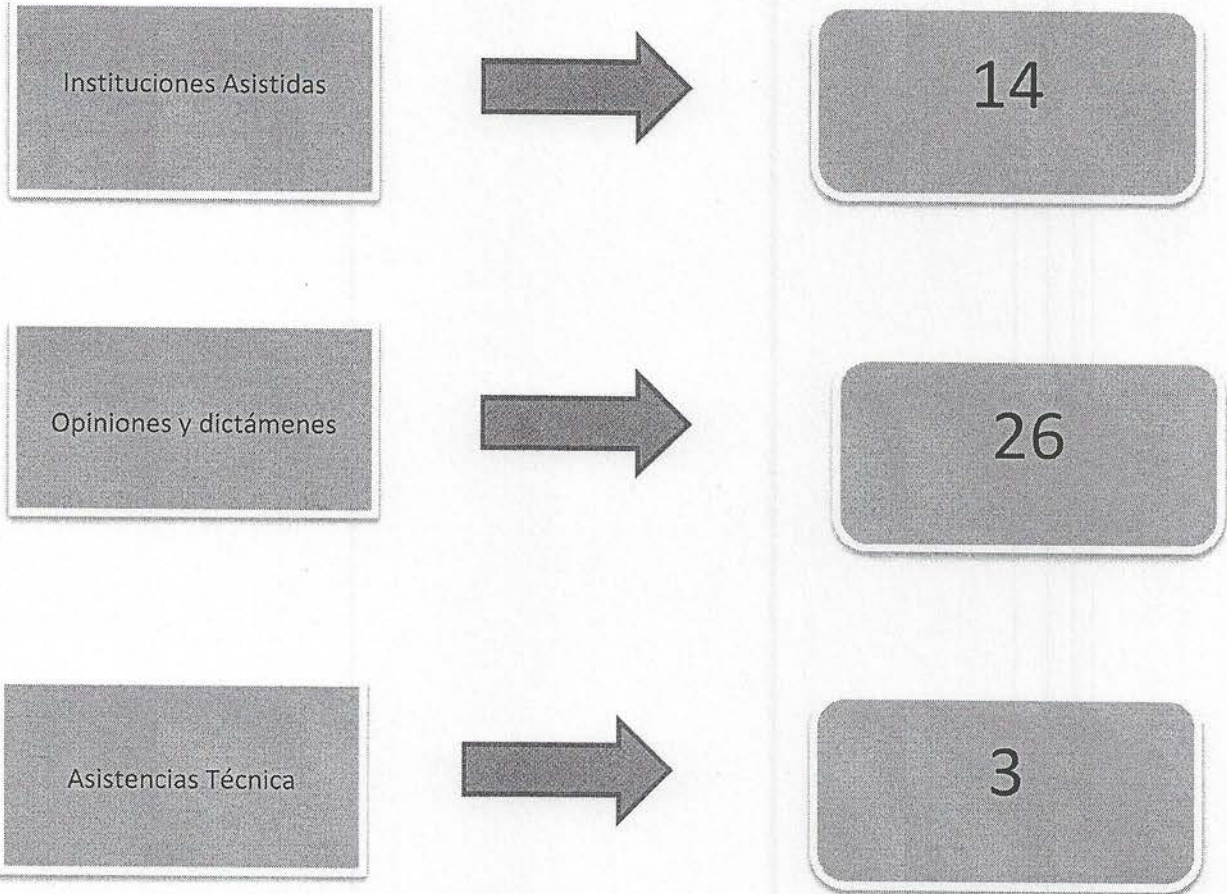 Instituciones Asistidas
14
Opiniones y dictámenes
26
Asistencias Técnica
3